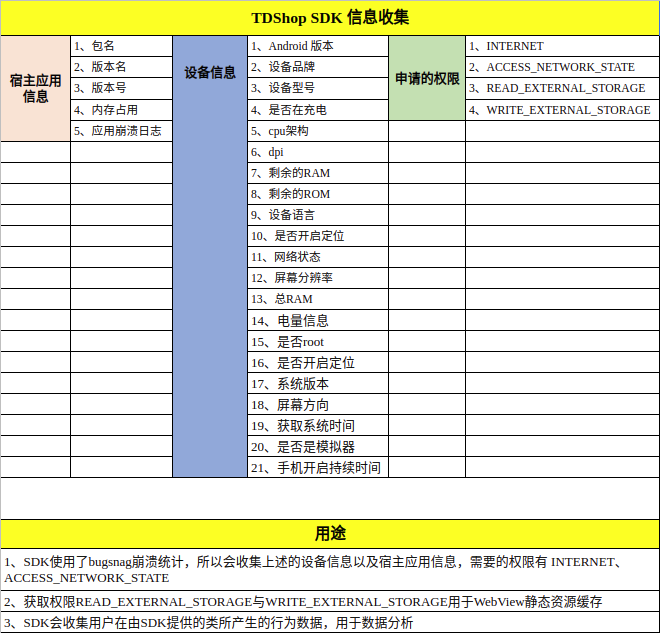 TDShop SDK 信息收集
宿主应用
信息
1、包名
2、版本名
3、版本号
4、内存占用
5、应用崩溃日志
设备信息
1、Android 版本
2、设备品牌
3、设备型号
4、是否在充电
5、cpu架构
6、dpi
7、剩余的RAM
8、剩余的ROM
9、设备语言
10、是否开启定位
11、网络状态
12、屏幕分辨率
13、总RAM
14、电量信息
15、是否root
16、是否开启定位
17、系统版本
18、屏幕方向
19、获取系统时间
20、是否是模拟器
21、手机开启持续时间
申请的权限
1、INTERNET
2、ACCESS_NETWORK_STATE
3、READ_EXTERNAL_STORAGE
4、WRITE_EXTERNAL_STORAGE
用途
1、SDK使用了bugsnag崩溃统计，所以会收集上述的设备信息以及宿主应用信息，需要的权限有 INTERNET、
ACCESS_NETWORK_STATE
2、获取权限READ_EXTERNAL_STORAGE与WRITE_EXTERNAL_STORAGE用于WebView静态资源缓存
3、SDK会收集用户在由SDK提供的类所产生的行为数据，用于数据分析